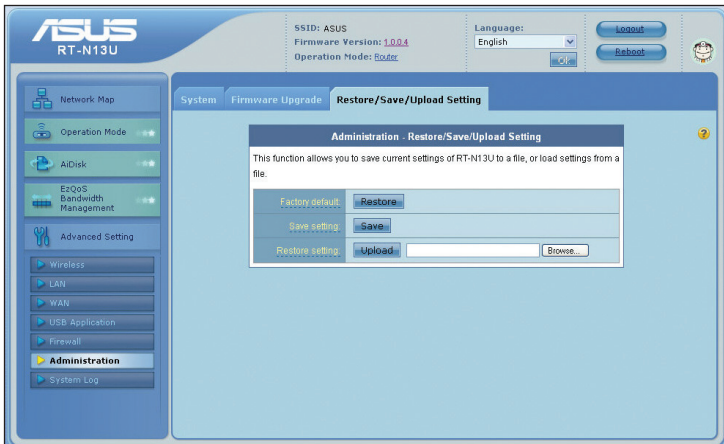 ASUS
RT-N13U
SSID: ASUS
Firmware Version: 1.0.0.4
Operation Mode: Router
Language:
English
Ok
Logout
Reboot
Network Map
Operation Mode
AiDisk
EzQoS
Bandwidth
Management
Advanced Setting
Wireless
LAN
WAN
USB Application
Firewall
Administration
System Log
System Firmware Upgrade Restore/Save/Upload Setting
Administration - Restore/Save/Upload Setting
This function allows you to save current settings of RT-N13U to a file, or load settings from a
file.
Factory default: Restore
Save setting: Save
Restore setting: Upload Browse...
?